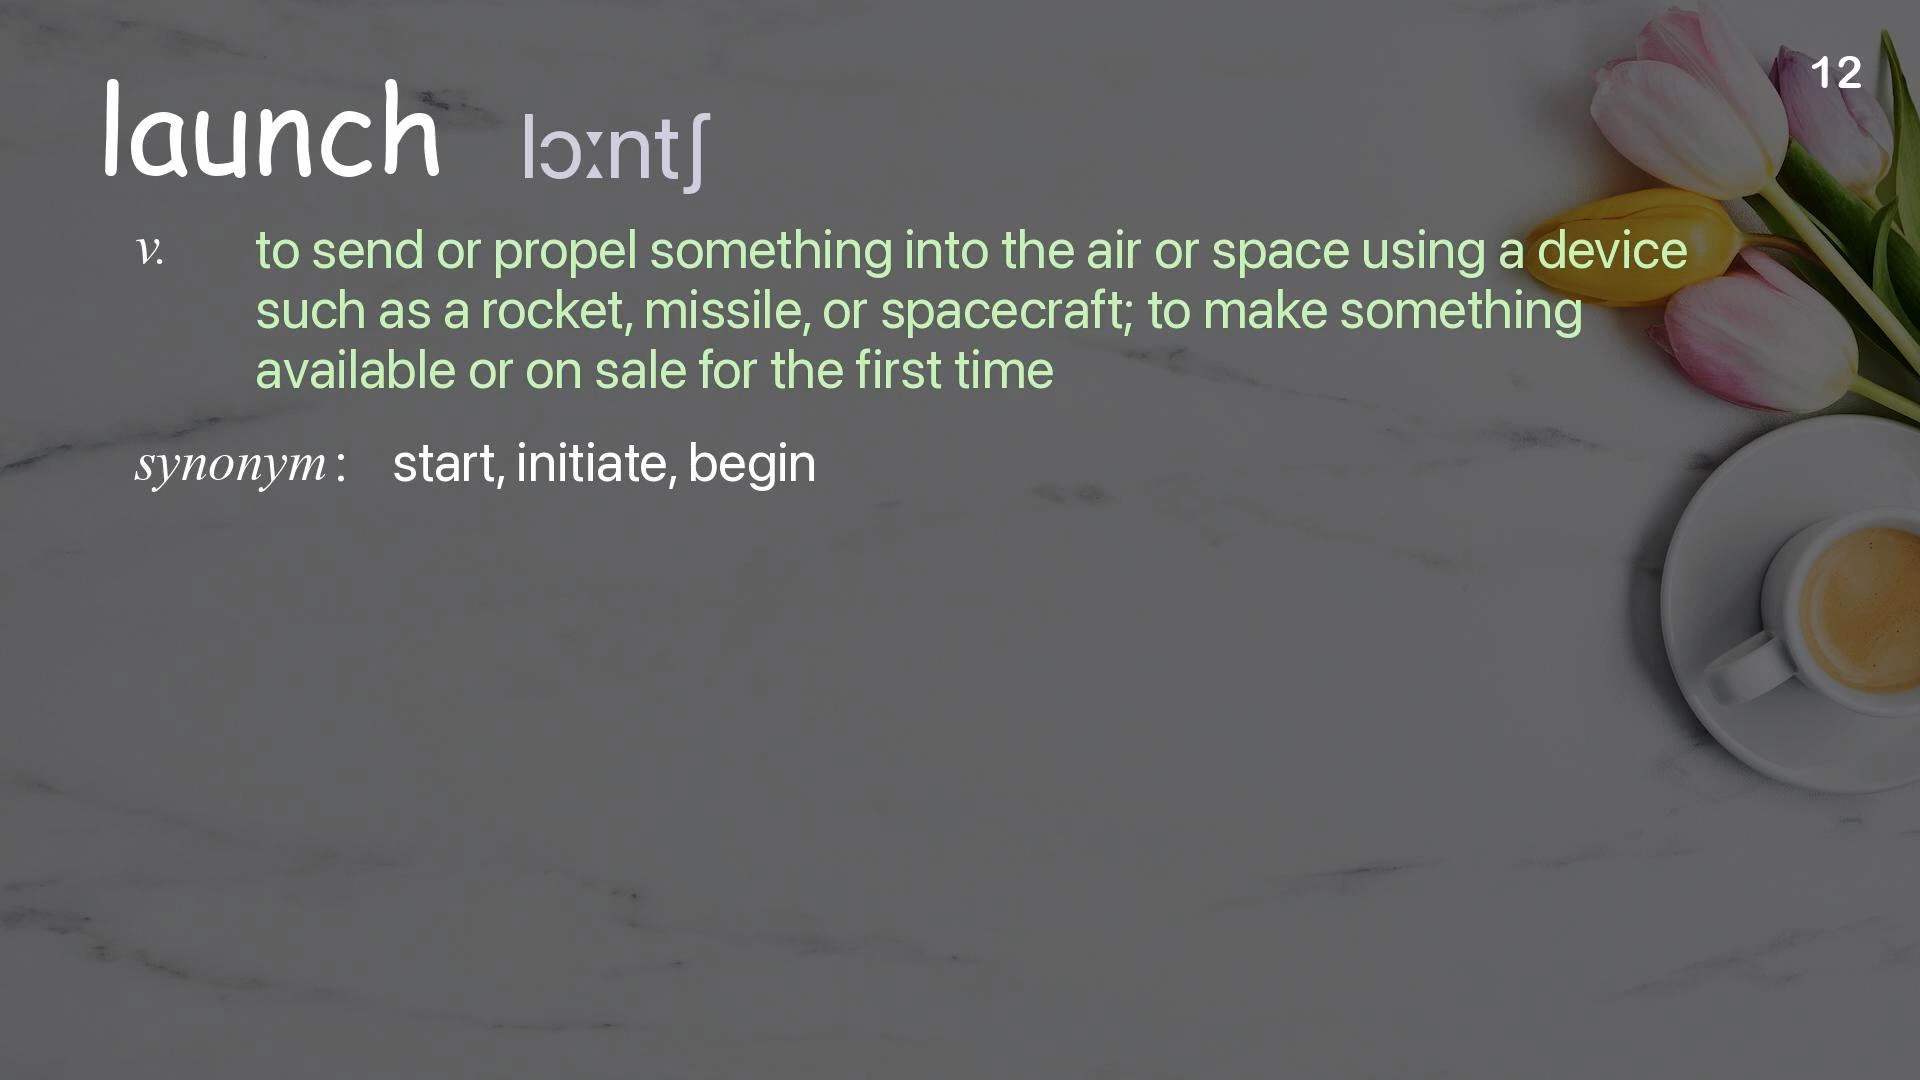 12
launch lɔːntʃ
v. to send or propel something into the air or space using a device
such as a rocket, missile, or spacecraft; to make something
available or on sale for the first time
synonym : start, initiate, begin